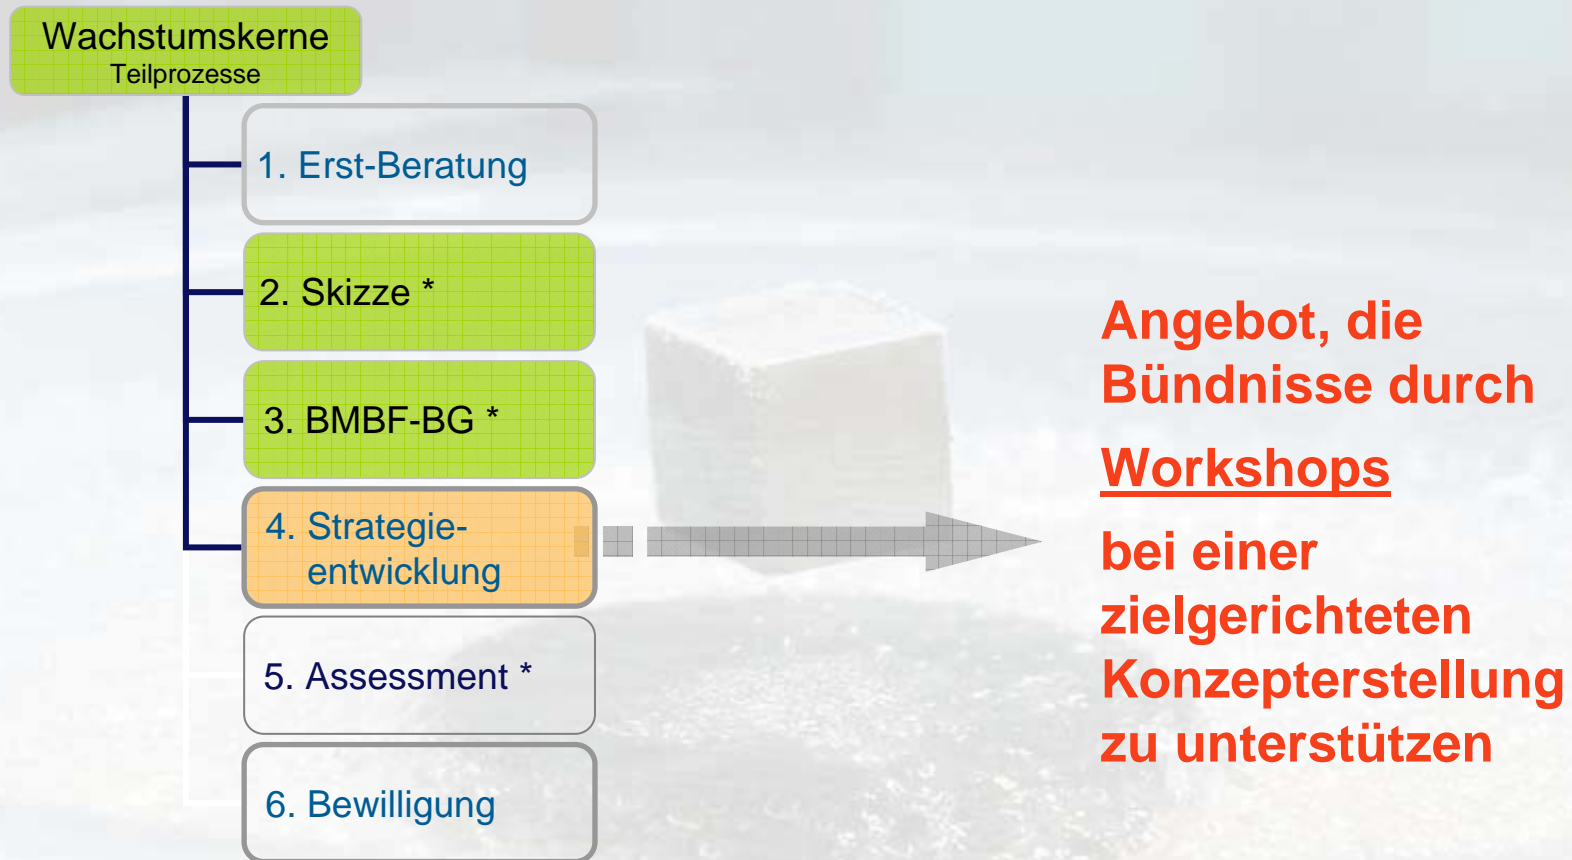 Wachstumskerne
Teilprozesse
1. Erst-Beratung
2. Skizze *
3. BMBF-BG *
4. Strategie-
entwicklung
5. Assessment *
6. Bewilligung
Angebot, die
Bündnisse durch
Workshops
bei einer
zielgerichteten
Konzepterstellung
zu unterstützen